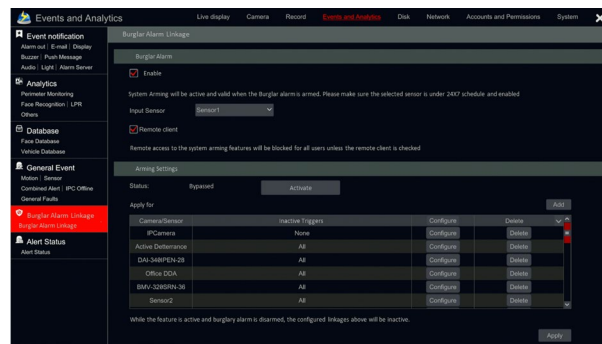 Events and Analytics
Live display Camera Record Events and Analytics Disk Network Accounts and Permissions System
Event notification
Alarm out | E-mail | Display
Buzzer | Push Message
Audio | Light | Alarm Server
Analytics
Perimeter Monitoring
Face Recognition | LPR
Others
Database
Face Database
Vehicle Database
General Event
Motion | Sensor
Combined Alert | IPC Offline
General Faults
Burglar Alarm Linkage
Burglar Alarm Linkage
Alert Status
Alert Status
Burglar Alarm Linkage
Burglar Alarm
Enable
System Arming will be active and valid when the Burglar alarm is armed. Please make sure the selected sensor is under 24X7 schedule and enabled
Input Sensor Sensor1
Remote client
Remote access to the system arming features will be blocked for all users unless the remote client is checked
Arming Settings
Status: Bypassed Activate
Apply for Add
Camera/Sensor Inactive Triggers Configure Delete
IPCamera None Configure Delete
Active Deterrance All Configure Delete
DAI-348IPEN-28 All Configure Delete
Office DDA All Configure Delete
BMV-328SRN-36 All Configure Delete
Sensor2 All Configure Delete
While the feature is active and burglary alarm is disarmed, the configured linkages above will be inactive.
Apply